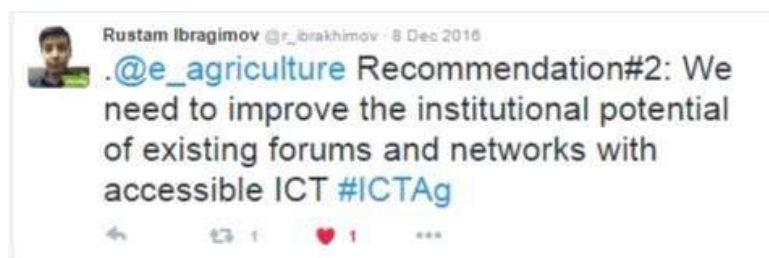 Rustam Ibragimov @r_ibrakhimov · 8 Dec 2016
.@e_agriculture Recommendation#2: We
need to improve the institutional potential
of existing forums and networks with
accessible ICT #ICTAg
1 1